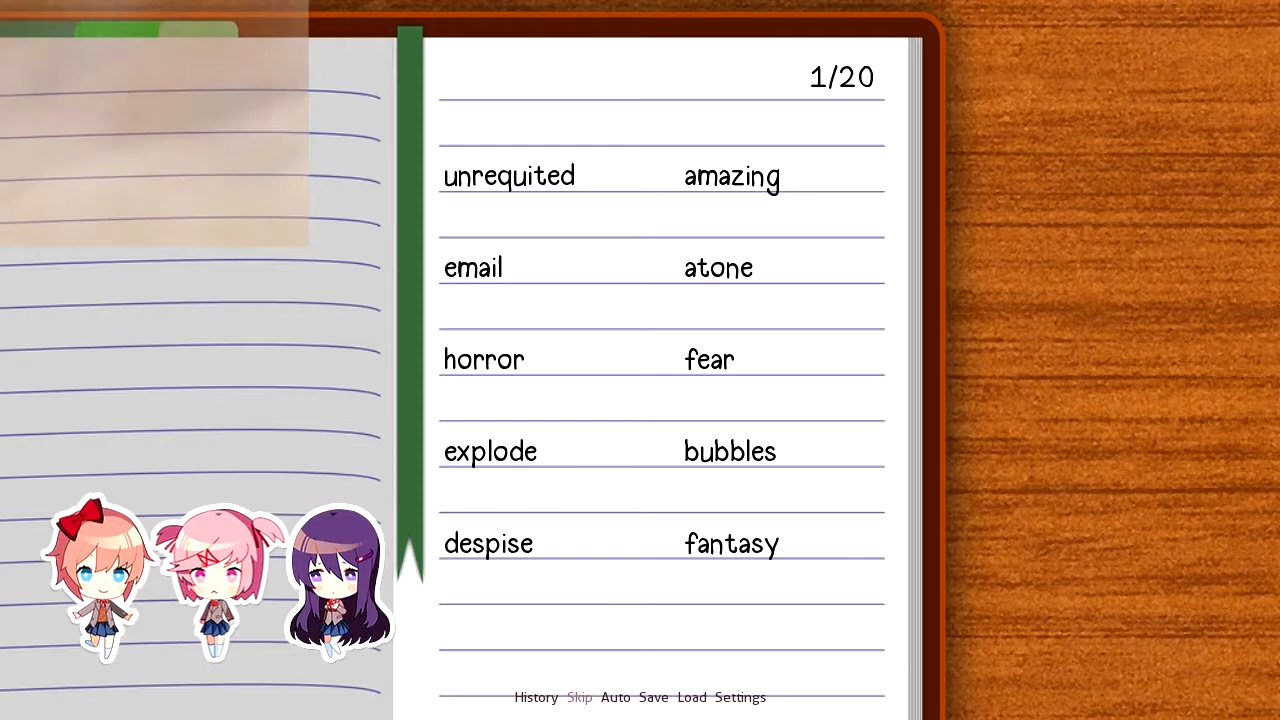 1/20
unrequited amazing
email atone
horror fear
explode bubbles
despise fantasy
History Skip Auto Save Load Settings